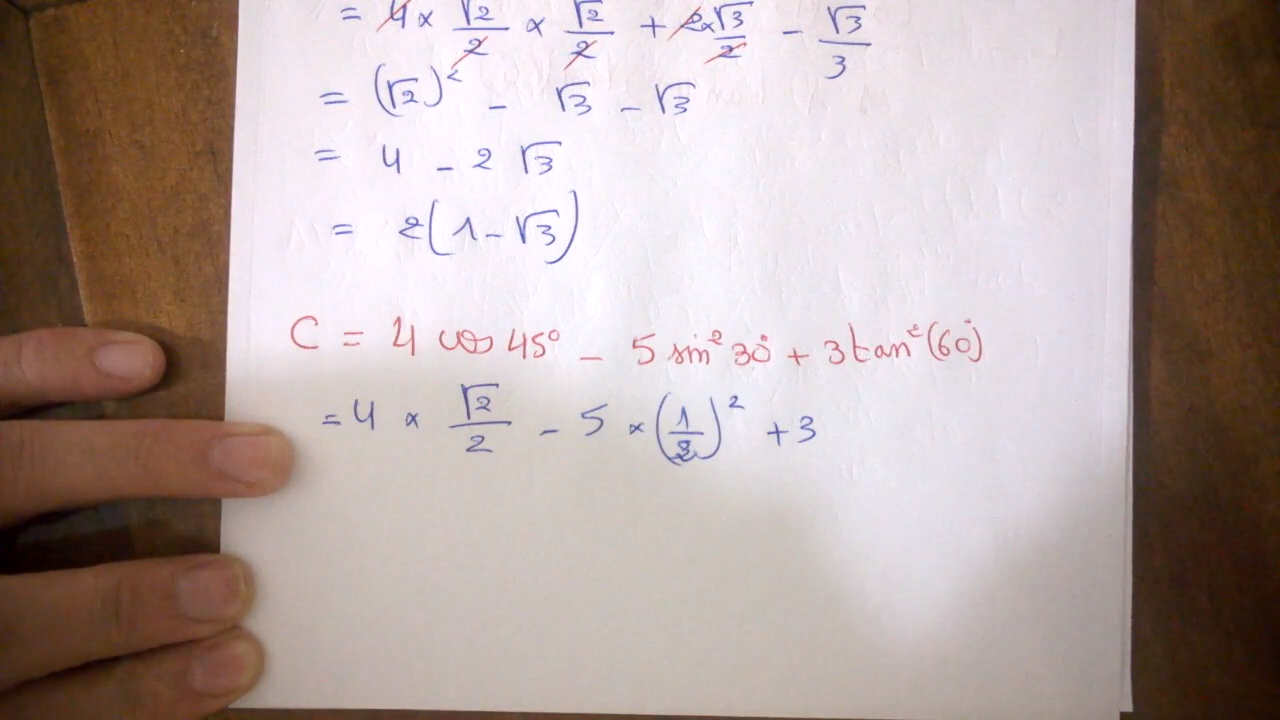 = 4 × √2/2 × √2/2 + 2×√3/2 - √3/3
= (√2)² - √3 - √3
= 4 - 2 √3
= 2(1-√3)
C = 4 cos 45° - 5 sin² 30° + 3 tan² (60°)
= 4 × √2/2 - 5 × (1/2)² + 3